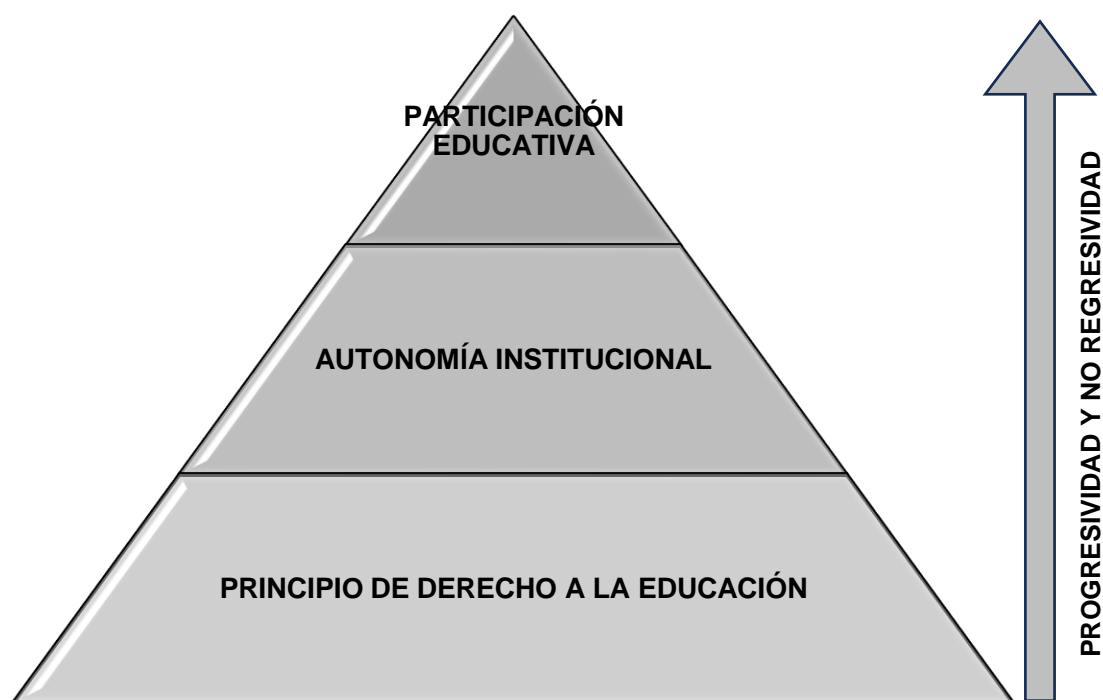 PARTICIPACIÓN
EDUCATIVA
AUTONOMÍA INSTITUCIONAL
PRINCIPIO DE DERECHO A LA EDUCACIÓN
PROGRESIVIDAD Y NO REGRESIVIDAD